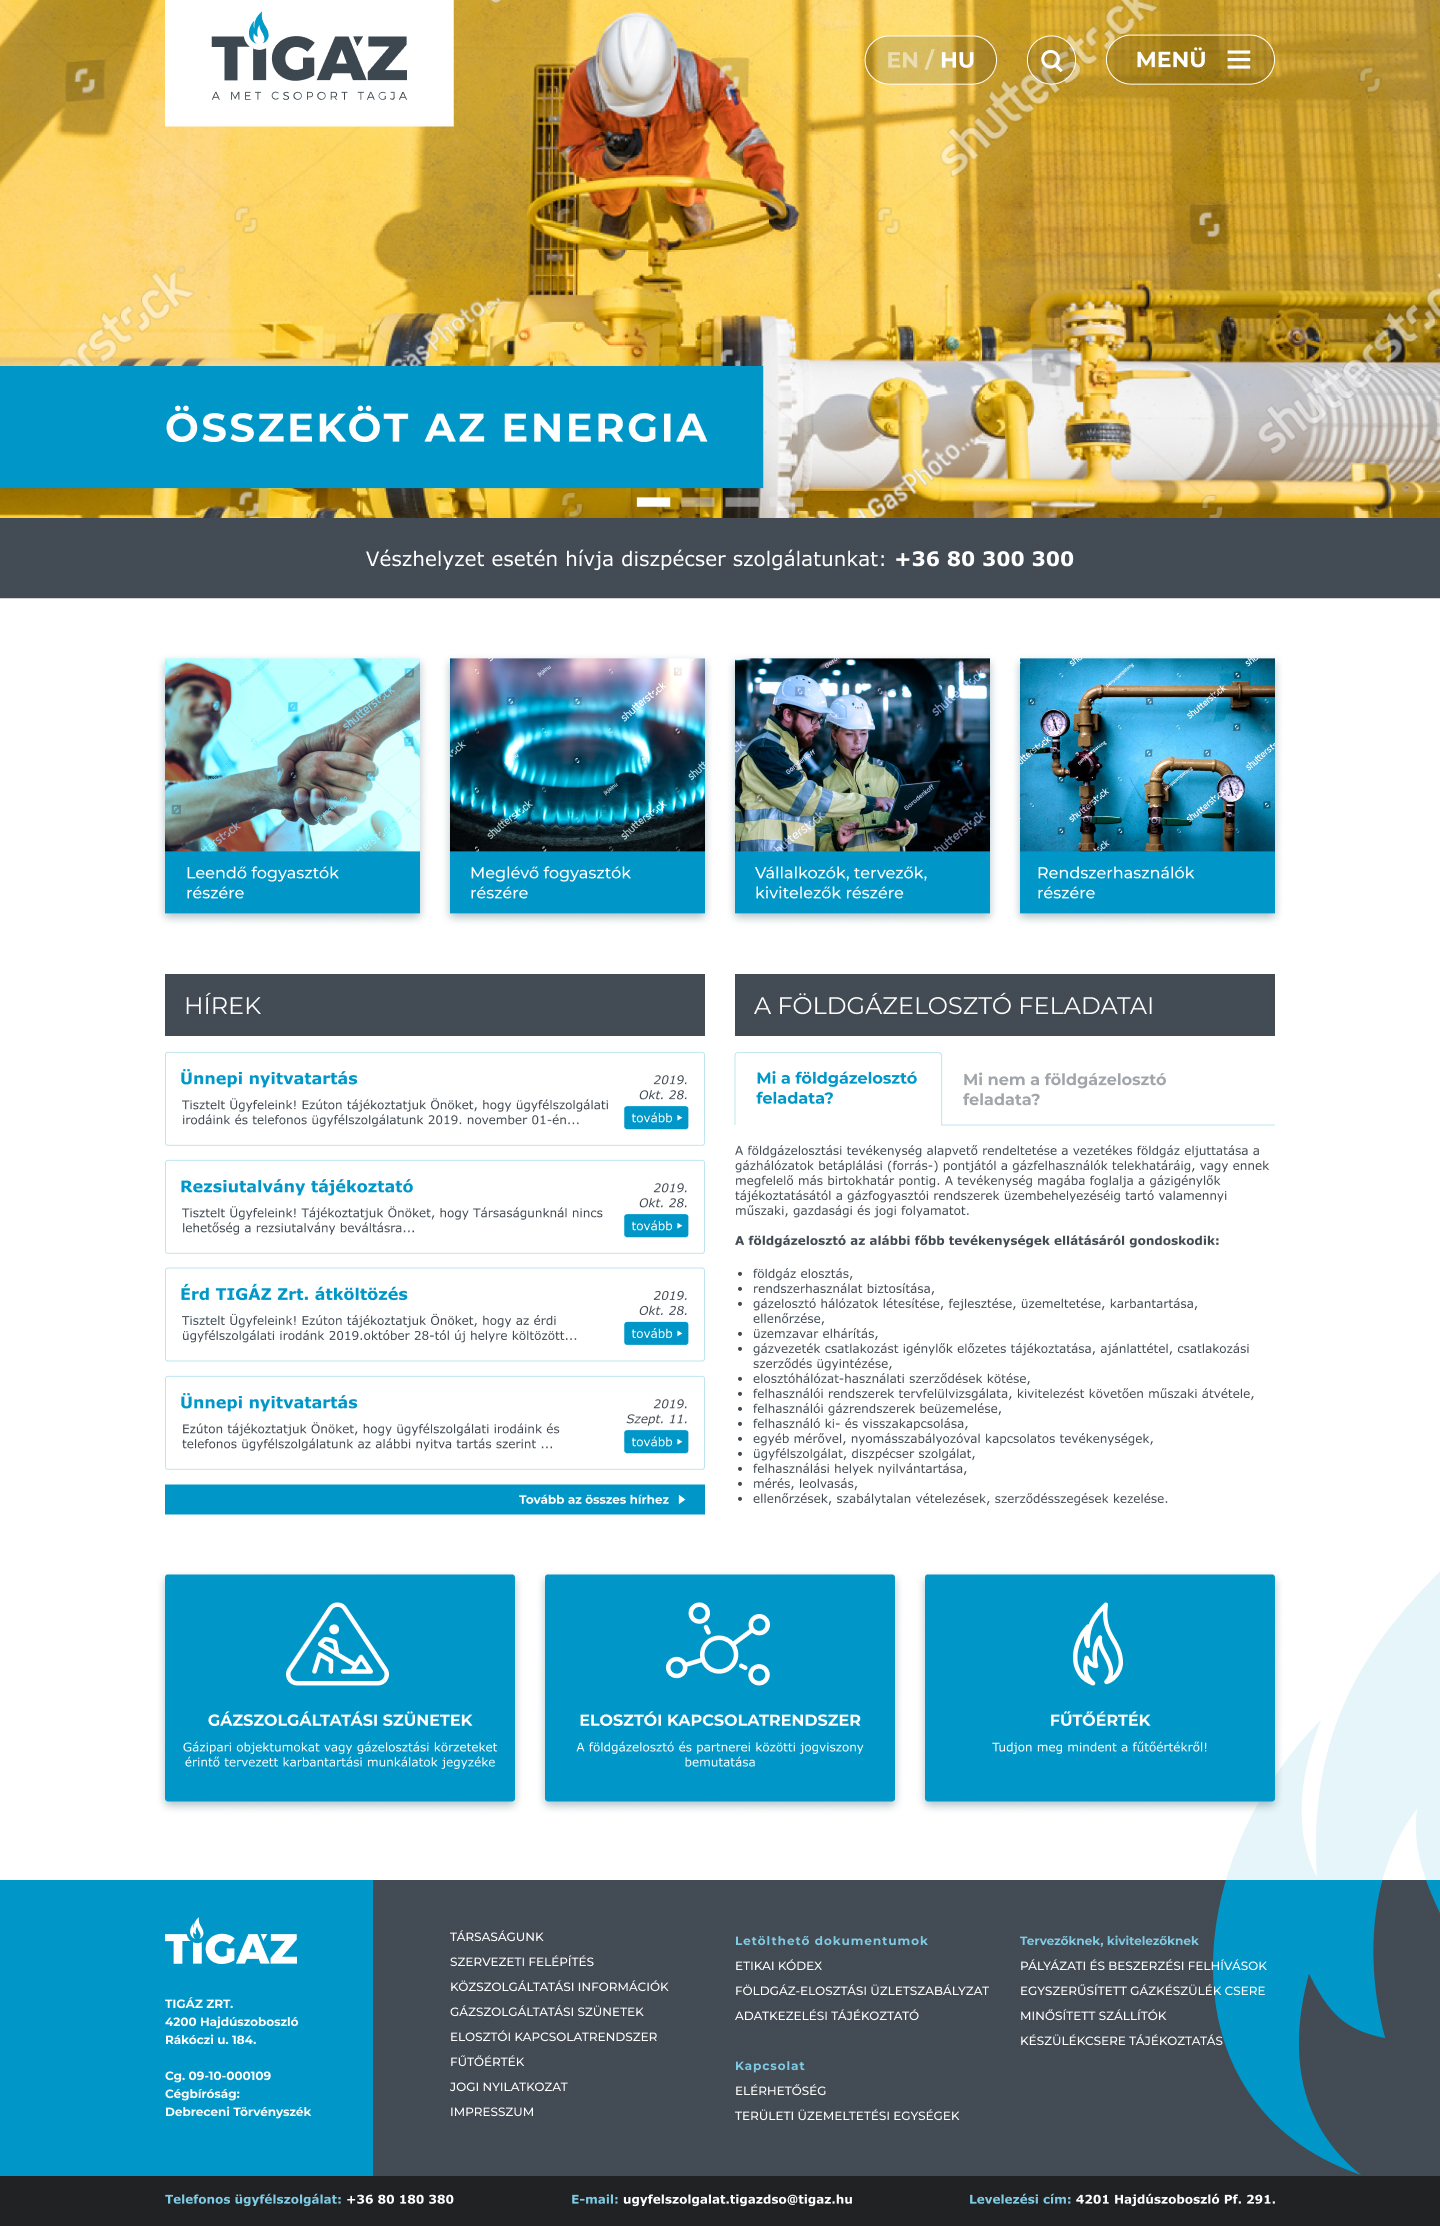 TIGÁZ
A MET CSOPORT TAGJA
EN / HU
MENÜ
shutterstock
shutterstock
shutterstock
GasPhoto...
GasPhoto...
ÖSSZEKÖT AZ ENERGIA
Vészhelyzet esetén hívja diszpécser szolgálatunkat: +36 80 300 300
Leendő fogyasztók
részére
Meglévő fogyasztók
részére
Vállalkozók, tervezők,
kivitelezők részére
Rendszerhasználók
részére
HÍREK
Ünnepi nyitvatartás
2019.
Okt. 28.
Tisztelt Ügyfeleink! Ezúton tájékoztatjuk Önöket, hogy ügyfélszolgálati
irodáink és telefonos ügyfélszolgálatunk 2019. november 01-én...
tovább
Rezsiutalvány tájékoztató
2019.
Okt. 28.
Tisztelt Ügyfeleink! Tájékoztatjuk Önöket, hogy Társaságunknál nincs
lehetőség a rezsiutalvány beváltásra...
tovább
Érd TIGÁZ Zrt. átköltözés
2019.
Okt. 28.
Tisztelt Ügyfeleink! Ezúton tájékoztatjuk Önöket, hogy az érdi
ügyfélszolgálati irodánk 2019.október 28-tól új helyre költözött...
tovább
Ünnepi nyitvatartás
2019.
Szept. 11.
Ezúton tájékoztatjuk Önöket, hogy ügyfélszolgálati irodáink és
telefonos ügyfélszolgálatunk az alábbi nyitva tartás szerint ...
tovább
Tovább az összes hírhez
A FÖLDGÁZELOSZTÓ FELADATAI
Mi a földgázelosztó
feladata?
Mi nem a földgázelosztó
feladata?
A földgázelosztási tevékenység alapvető rendeltetése a vezetékes földgáz eljuttatása a
gázhálózatok betáplálási (forrás-) pontjától a gázfelhasználók telekhatáráig, vagy ennek
megfelelő más birtokhatár pontig. A tevékenység magába foglalja a gázigénylők
tájékoztatásától a gázfogyasztói rendszerek üzembehelyezéséig tartó valamennyi
műszaki, gazdasági és jogi folyamatot.
A földgázelosztó az alábbi főbb tevékenységek ellátásáról gondoskodik:
• földgáz elosztás,
• rendszerhasználat biztosítása,
• gázelosztó hálózatok létesítése, fejlesztése, üzemeltetése, karbantartása,
ellenőrzése,
• üzemzavar elhárítás,
• gázvezeték csatlakozást igénylők előzetes tájékoztatása, ajánlattétel, csatlakozási
szerződés ügyintézése,
• elosztóhálózat-használati szerződések kötése,
• felhasználói rendszerek tervfelülvizsgálata, kivitelezést követően műszaki átvétele,
• felhasználói gázrendszerek beüzemelése,
• felhasználó ki- és visszakapcsolása,
• egyéb mérővel, nyomásszabályozóval kapcsolatos tevékenységek,
• ügyfélszolgálat, diszpécser szolgálat,
• felhasználási helyek nyilvántartása,
• mérés, leolvasás,
• ellenőrzések, szabálytalan vételezések, szerződésszegések kezelése.
GÁZSZOLGÁLTATÁSI SZÜNETEK
Gázipari objektumokat vagy gázelosztási körzeteket
érintő tervezett karbantartási munkálatok jegyzéke
ELOSZTÓI KAPCSOLATRENDSZER
A földgázelosztó és partnerei közötti jogviszony
bemutatása
FŰTŐÉRTÉK
Tudjon meg mindent a fűtőértékről!
TIGÁZ
TIGÁZ ZRT.
4200 Hajdúszoboszló
Rákóczi u. 184.
Cg. 09-10-000109
Cégbíróság:
Debreceni Törvényszék
TÁRSASÁGUNK
SZERVEZETI FELÉPÍTÉS
KÖZSZOLGÁLTATÁSI INFORMÁCIÓK
GÁZSZOLGÁLTATÁSI SZÜNETEK
ELOSZTÓI KAPCSOLATRENDSZER
FŰTŐÉRTÉK
JOGI NYILATKOZAT
IMPRESSZUM
Letölthető dokumentumok
ETIKAI KÓDEX
FÖLDGÁZ-ELOSZTÁSI ÜZLETSZABÁLYZAT
ADATKEZELÉSI TÁJÉKOZTATÓ
Kapcsolat
ELÉRHETŐSÉG
TERÜLETI ÜZEMELTETÉSI EGYSÉGEK
Tervezőknek, kivitelezőknek
PÁLYÁZATI ÉS BESZERZÉSI FELHÍVÁSOK
EGYSZERŰSÍTETT GÁZKÉSZÜLÉK CSERE
MINŐSÍTETT SZÁLLÍTÓK
KÉSZÜLÉKCSERE TÁJÉKOZTATÁS
Telefonos ügyfélszolgálat: +36 80 180 380
E-mail: ugyfelszolgalat.tigazdso@tigaz.hu
Levelezési cím: 4201 Hajdúszoboszló Pf. 291.